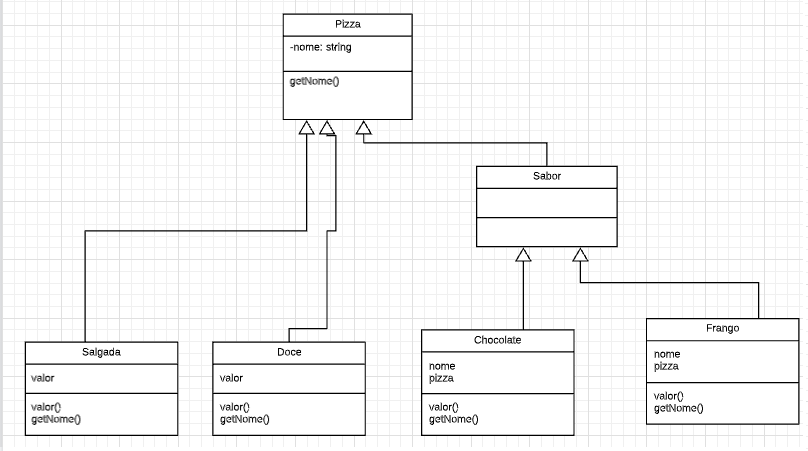 Pizza
-nome: string
getNome()
Sabor
Salgada
valor
valor()
getNome()
Doce
valor
valor()
getNome()
Chocolate
nome
pizza
valor()
getNome()
Frango
nome
pizza
valor()
getNome()